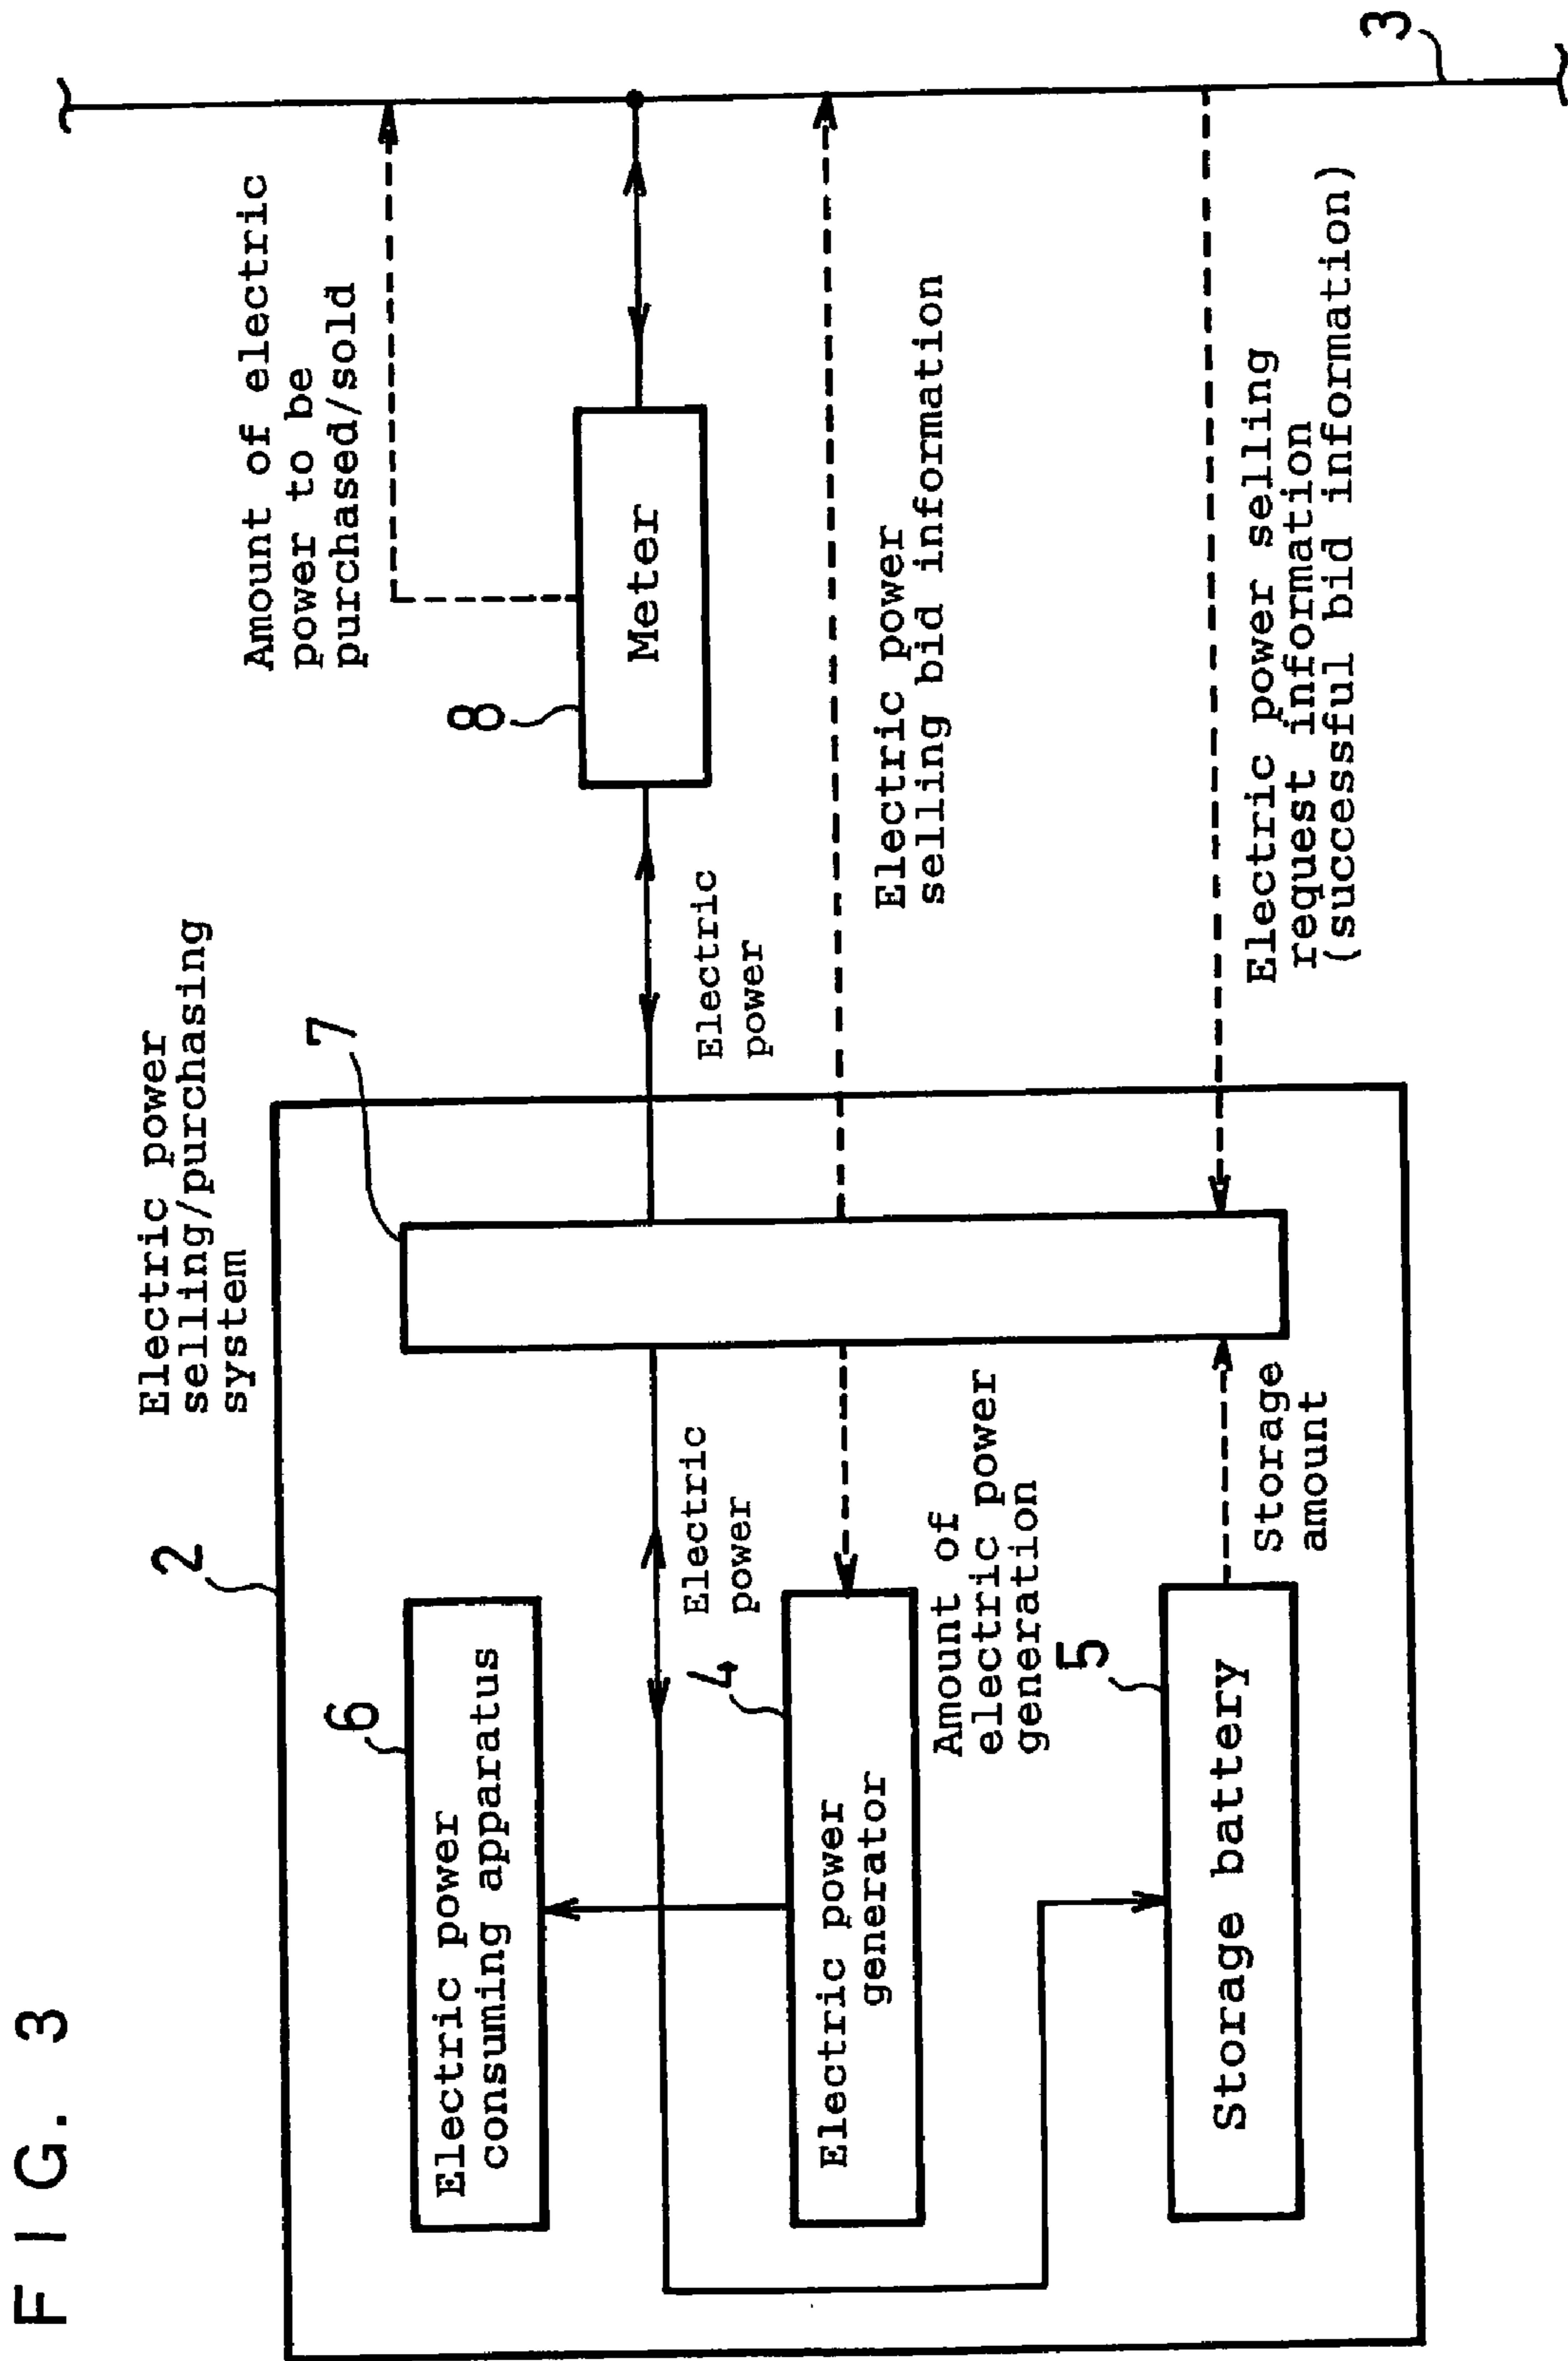 FIG. 3
2
Electric power
selling/purchasing
system
6
Electric power
consuming apparatus
7
Electric
power
4
Electric power
generator
Amount of
electric power
generation
5
Storage battery
Storage
amount
Electric
power
8
Meter
Amount of electric
power to be
purchased/sold
Electric power
selling bid information
Electric power selling
request information
(successful bid information)
3